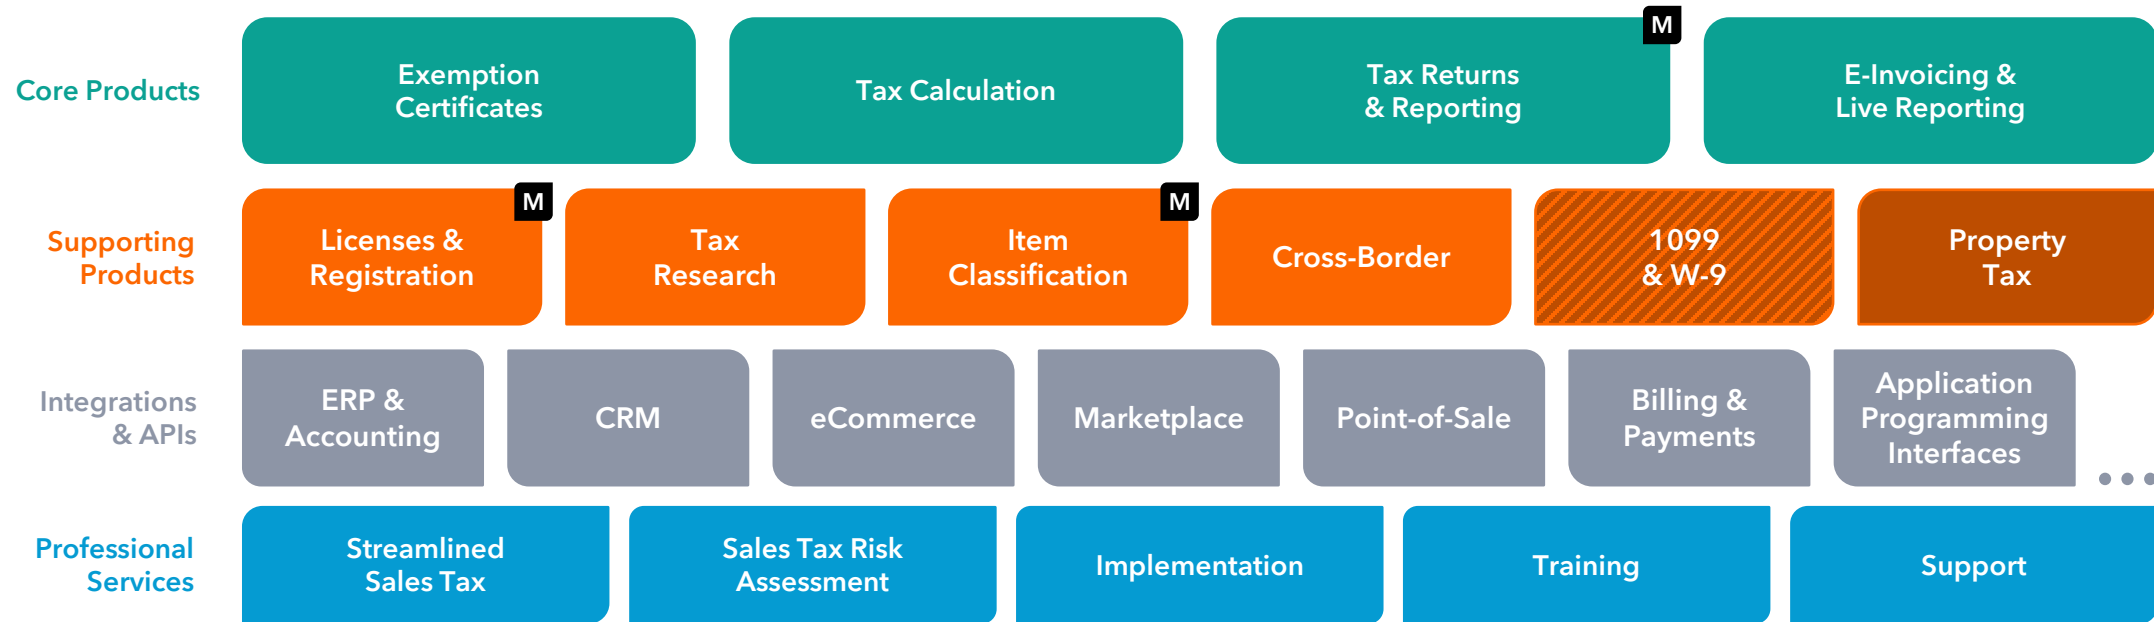 Core Products
Exemption
Certificates
Tax Calculation
M
Tax Returns
& Reporting
E-Invoicing &
Live Reporting
Supporting
Products
M
Licenses &
Registration
Tax
Research
M
Item
Classification
Cross-Border
1099
& W-9
Property
Tax
Integrations
& APIs
ERP &
Accounting
CRM
eCommerce
Marketplace
Point-of-Sale
Billing &
Payments
Application
Programming
Interfaces
Professional
Services
Streamlined
Sales Tax
Sales Tax Risk
Assessment
Implementation
Training
Support